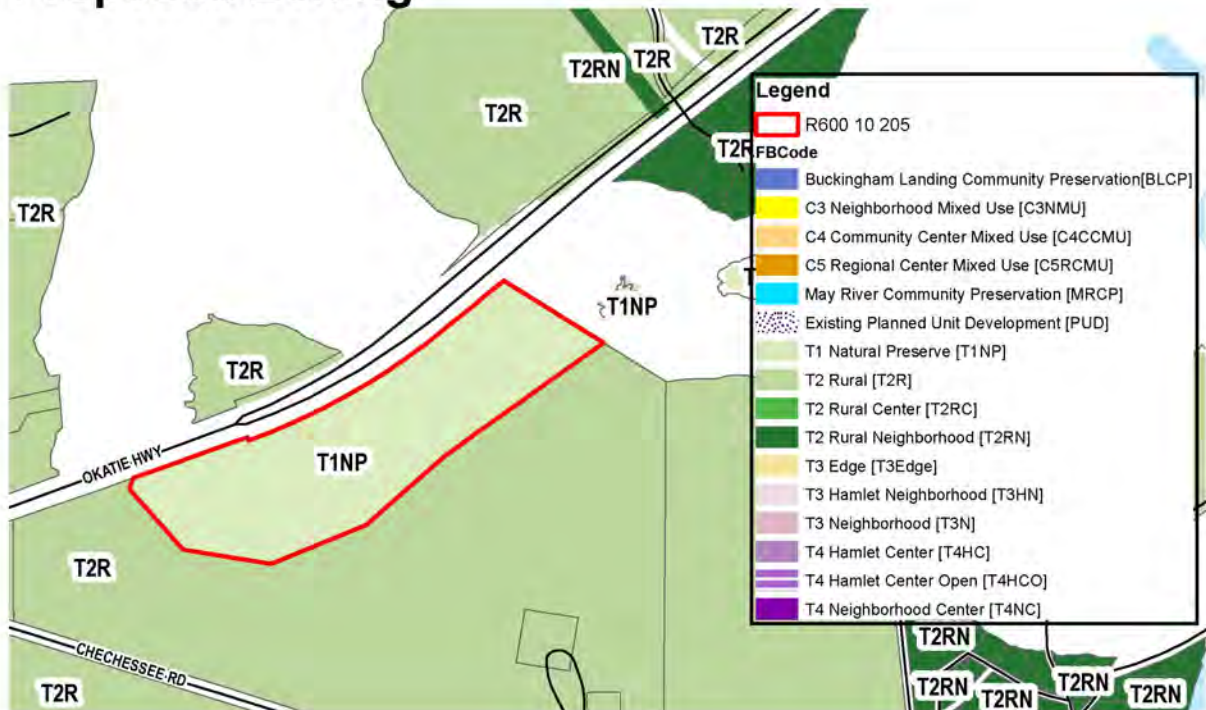 T2R
T2RN
T2R
T2R
T2R
T2R
T1NP
T2R
OKATIE HWY
T1NP
T2R
CHECHESSEE RD
T2R
Legend
R600 10 205
FBCode
Buckingham Landing Community Preservation[BLCP]
C3 Neighborhood Mixed Use [C3NMU]
C4 Community Center Mixed Use [C4CCMU]
C5 Regional Center Mixed Use [C5RCMU]
May River Community Preservation [MRCP]
Existing Planned Unit Development [PUD]
T1 Natural Preserve [T1NP]
T2 Rural [T2R]
T2 Rural Center [T2RC]
T2 Rural Neighborhood [T2RN]
T3 Edge [T3Edge]
T3 Hamlet Neighborhood [T3HN]
T3 Neighborhood [T3N]
T4 Hamlet Center [T4HC]
T4 Hamlet Center Open [T4HCO]
T4 Neighborhood Center [T4NC]
T2RN
T2RN
T2RN
T2RN
T2RN